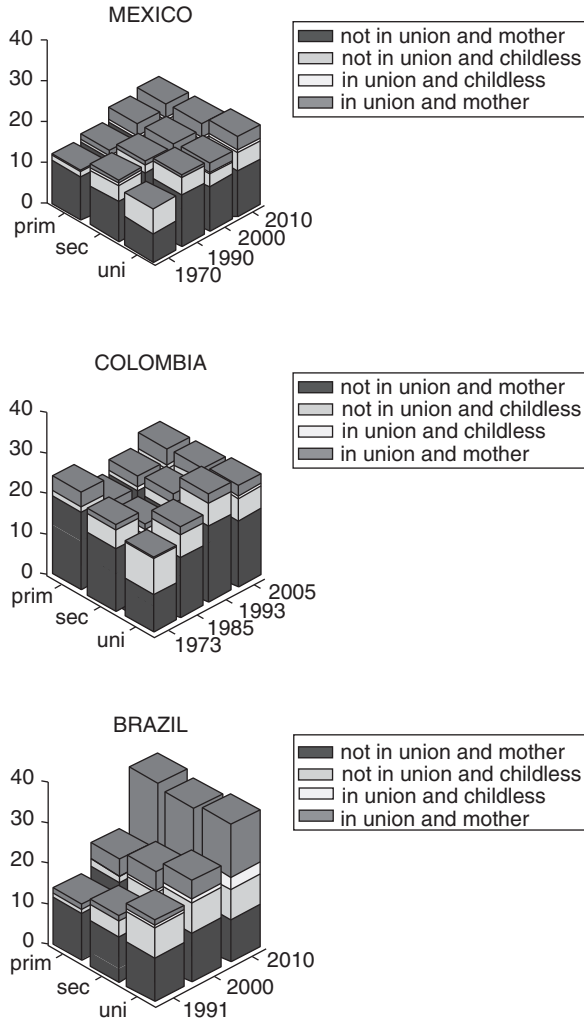 MEXICO
40
30
20
10
0
prim
sec
uni
1970
1990
2000
2010
not in union and mother
not in union and childless
in union and childless
in union and mother
COLOMBIA
40
30
20
10
0
prim
sec
uni
1973
1985
1993
2005
not in union and mother
not in union and childless
in union and childless
in union and mother
BRAZIL
40
30
20
10
0
prim
sec
uni
1991
2000
2010
not in union and mother
not in union and childless
in union and childless
in union and mother